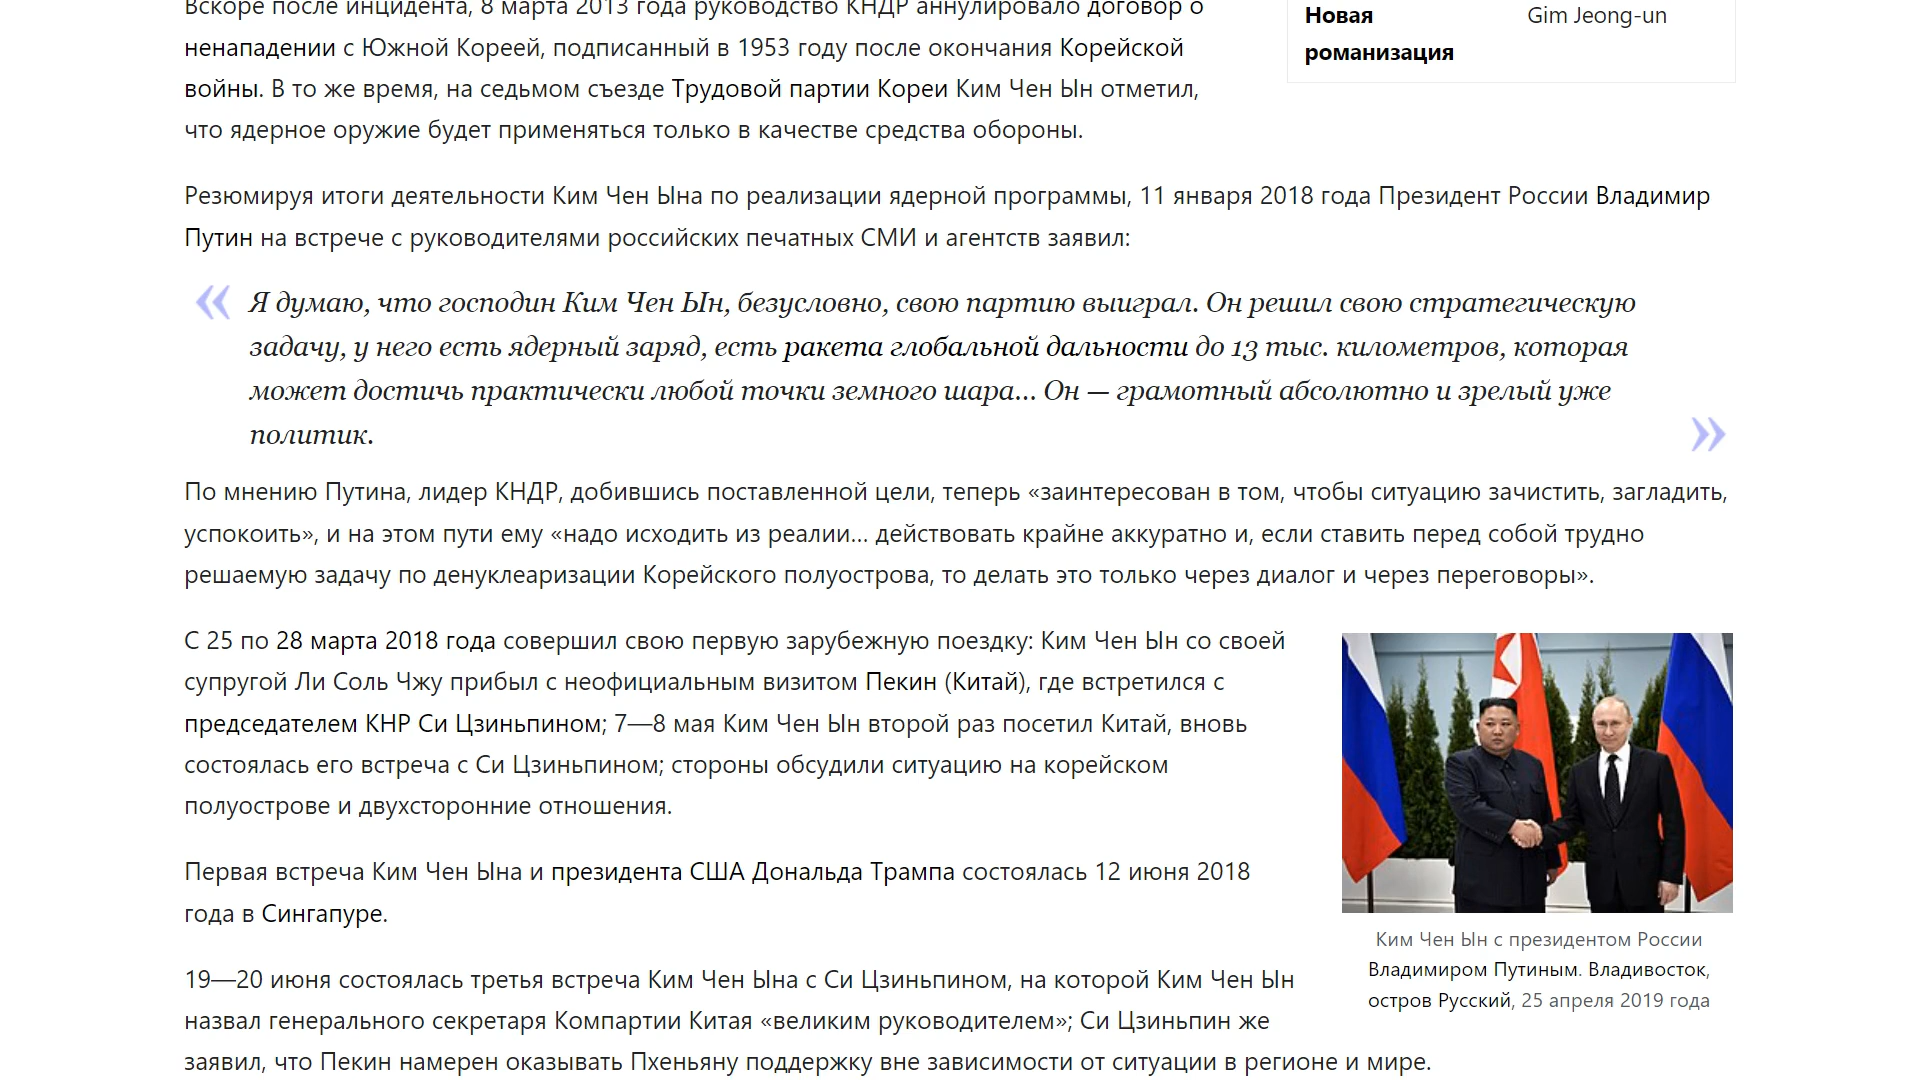 Вскоре после инцидента, 8 марта 2013 года руководство КНДР аннулировало договор о
ненападении с Южной Кореей, подписанный в 1953 году после окончания Корейской
войны. В то же время, на седьмом съезде Трудовой партии Кореи Ким Чен Ын отметил,
что ядерное оружие будет применяться только в качестве средства обороны.
Новая
романизация
Gim Jeong-un
Резюмируя итоги деятельности Ким Чен Ына по реализации ядерной программы, 11 января 2018 года Президент России Владимир
Путин на встрече с руководителями российских печатных СМИ и агентств заявил:
« Я думаю, что господин Ким Чен Ын, безусловно, свою партию выиграл. Он решил свою стратегическую
задачу, у него есть ядерный заряд, есть ракета глобальной дальности до 13 тыс. километров, которая
может достичь практически любой точки земного шара… Он — грамотный абсолютно и зрелый уже
политик. »
По мнению Путина, лидер КНДР, добившись поставленной цели, теперь «заинтересован в том, чтобы ситуацию зачистить, загладить,
успокоить», и на этом пути ему «надо исходить из реалии… действовать крайне аккуратно и, если ставить перед собой трудно
решаемую задачу по денуклеаризации Корейского полуострова, то делать это только через диалог и через переговоры».
С 25 по 28 марта 2018 года совершил свою первую зарубежную поездку: Ким Чен Ын со своей
супругой Ли Соль Чжу прибыл с неофициальным визитом Пекин (Китай), где встретился с
председателем КНР Си Цзиньпином; 7—8 мая Ким Чен Ын второй раз посетил Китай, вновь
состоялась его встреча с Си Цзиньпином; стороны обсудили ситуацию на корейском
полуострове и двухсторонние отношения.
Первая встреча Ким Чен Ына и президента США Дональда Трампа состоялась 12 июня 2018
года в Сингапуре.
Ким Чен Ын с президентом России
Владимиром Путиным. Владивосток,
остров Русский, 25 апреля 2019 года
19—20 июня состоялась третья встреча Ким Чен Ына с Си Цзиньпином, на которой Ким Чен Ын
назвал генерального секретаря Компартии Китая «великим руководителем»; Си Цзиньпин же
заявил, что Пекин намерен оказывать Пхеньяну поддержку вне зависимости от ситуации в регионе и мире.